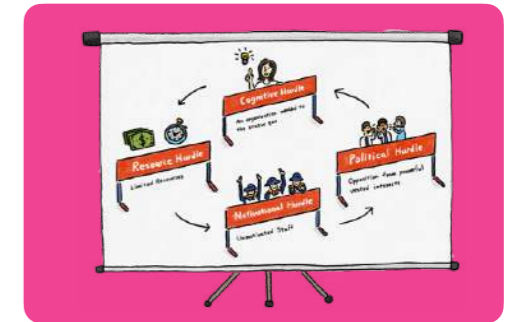 Cognitive Hurdle
An organization wedded to
the status quo
Resource Hurdle
Limited Resources
Motivational Hurdle
Unmotivated Staff
Political Hurdle
Opposition from powerful
vested interests